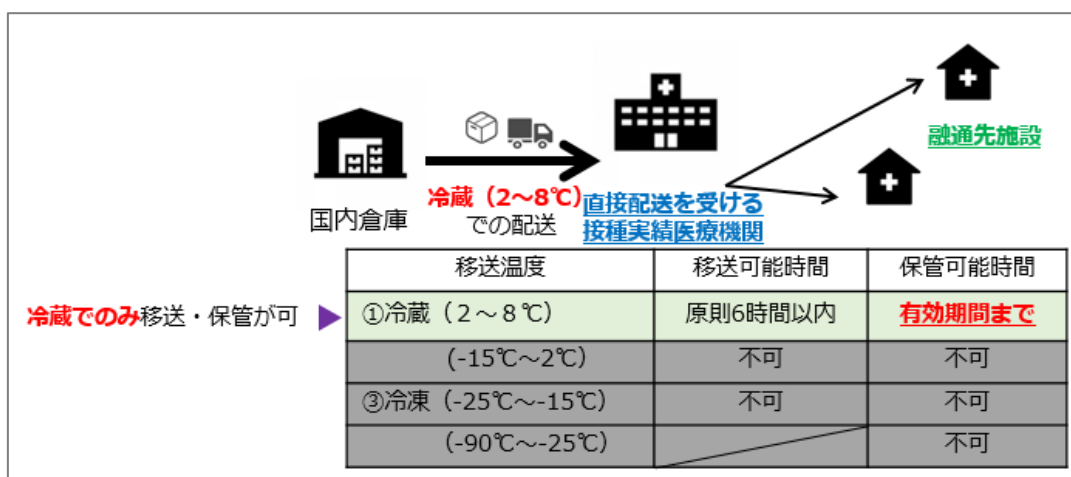 融通先施設
冷蔵（2～8℃）
での配送
国内倉庫
直接配送を受ける
接種実績医療機関
移送温度 移送可能時間 保管可能時間
冷蔵でのみ移送・保管が可
①冷蔵（2～8℃） 原則6時間以内 有効期間まで
(-15℃～2℃) 不可 不可
③冷凍（-25℃～-15℃） 不可 不可
(-90℃～-25℃) 不可